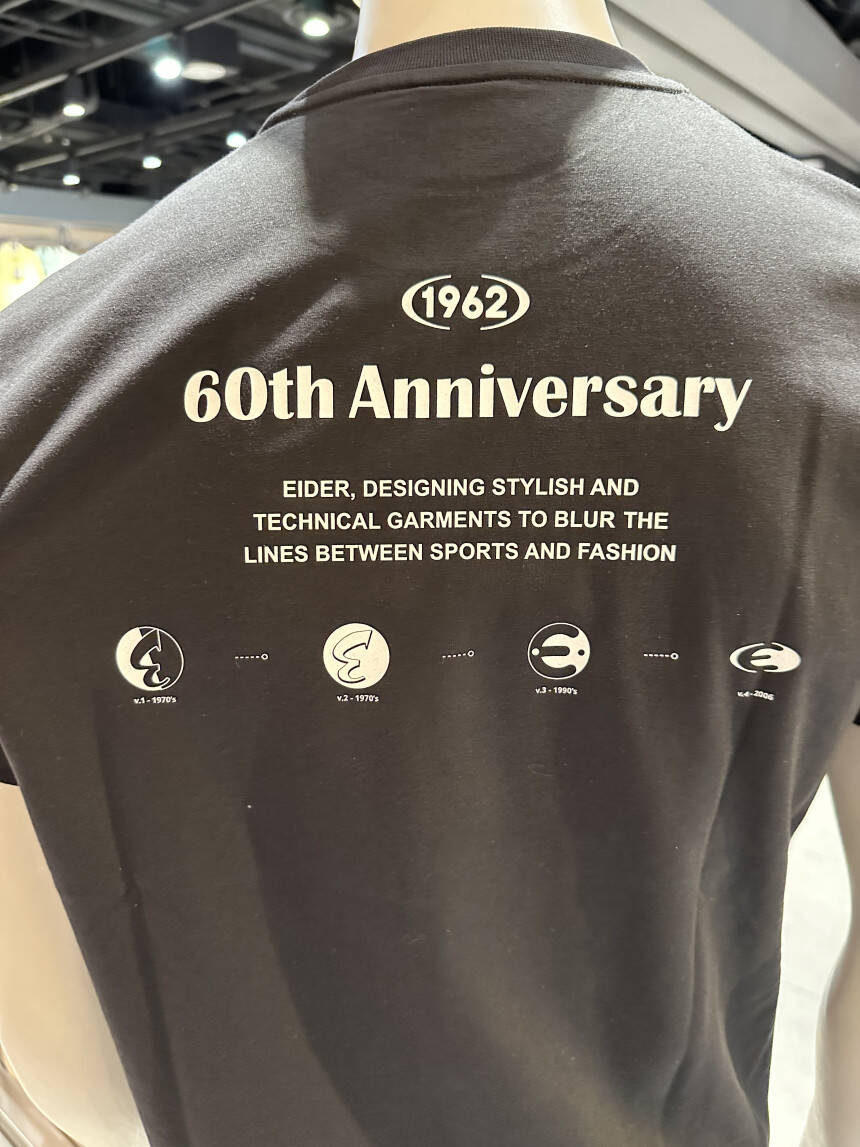 1962
60th Anniversary
EIDER, DESIGNING STYLISH AND
TECHNICAL GARMENTS TO BLUR THE
LINES BETWEEN SPORTS AND FASHION
v.1 - 1970's
v.2 - 1970's
v.3 - 1990's
v.4 - 2006